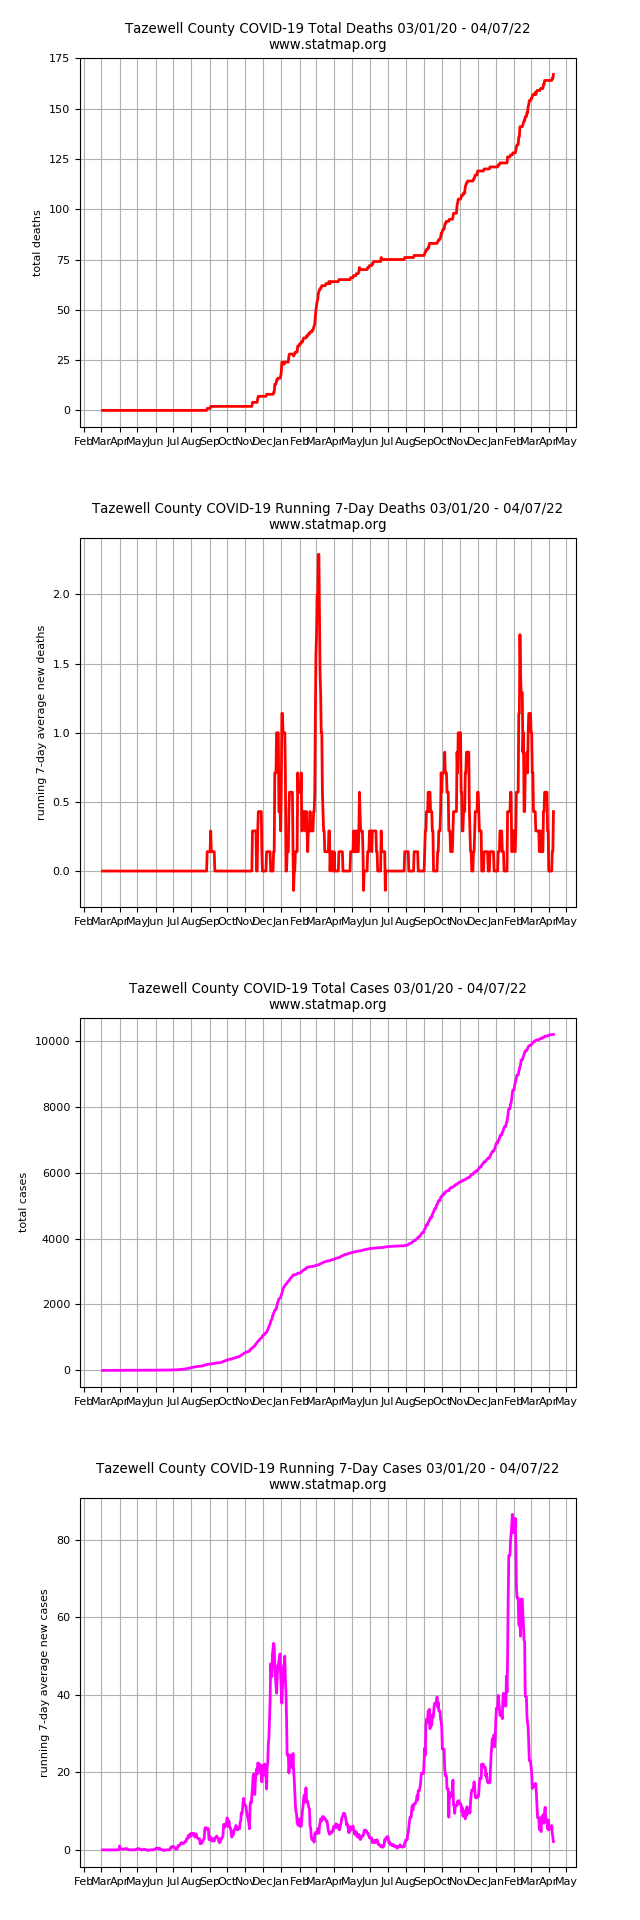 Tazewell County COVID-19 Total Deaths 03/01/20 - 04/07/22
www.statmap.org
175
150
125
100
75
50
25
0
total deaths
Feb Mar Apr May Jun Jul Aug Sep Oct Nov Dec Jan Feb Mar Apr May Jun Jul Aug Sep Oct Nov Dec Jan Feb Mar Apr May
Tazewell County COVID-19 Running 7-Day Deaths 03/01/20 - 04/07/22
www.statmap.org
2.0
1.5
1.0
0.5
0.0
running 7-day average new deaths
Feb Mar Apr May Jun Jul Aug Sep Oct Nov Dec Jan Feb Mar Apr May Jun Jul Aug Sep Oct Nov Dec Jan Feb Mar Apr May
Tazewell County COVID-19 Total Cases 03/01/20 - 04/07/22
www.statmap.org
10000
8000
6000
4000
2000
0
total cases
Feb Mar Apr May Jun Jul Aug Sep Oct Nov Dec Jan Feb Mar Apr May Jun Jul Aug Sep Oct Nov Dec Jan Feb Mar Apr May
Tazewell County COVID-19 Running 7-Day Cases 03/01/20 - 04/07/22
www.statmap.org
80
60
40
20
0
running 7-day average new cases
Feb Mar Apr May Jun Jul Aug Sep Oct Nov Dec Jan Feb Mar Apr May Jun Jul Aug Sep Oct Nov Dec Jan Feb Mar Apr May